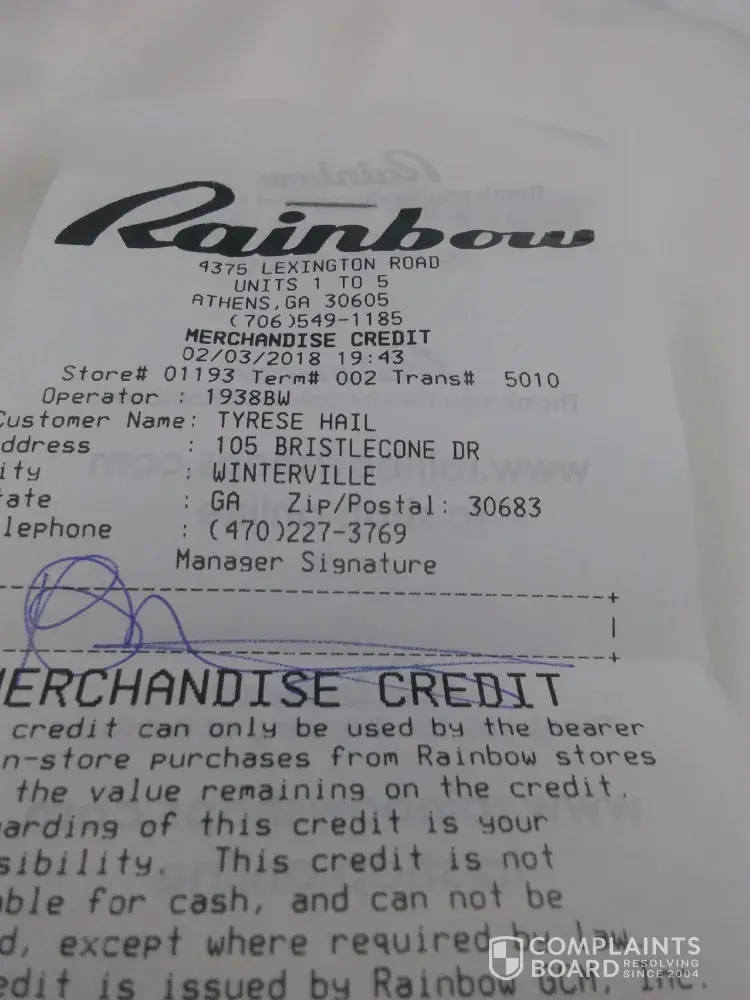 Rainbow
4375 LEXINGTON ROAD
UNITS 1 TO 5
ATHENS,GA 30605
(706)549-1185
MERCHANDISE CREDIT
02/03/2018 19:43
Store# 01193 Term# 002 Trans# 5010
Operator : 1938BW
Customer Name: TYRESE HAIL
ddress : 105 BRISTLECONE DR
ity : WINTERVILLE
tate : GA Zip/Postal: 30683
lephone : (470)227-3769
Manager Signature
MERCHANDISE CREDIT
credit can only be used by the bearer
n-store purchases from Rainbow stores
the value remaining on the credit.
arding of this credit is your
sibility. This credit is not
able for cash, and can not be
d, except where required by law
edit is issued by Rainbow GCM, Inc.
COMPLAINTS
BOARD RESOLVING
SINCE 2004